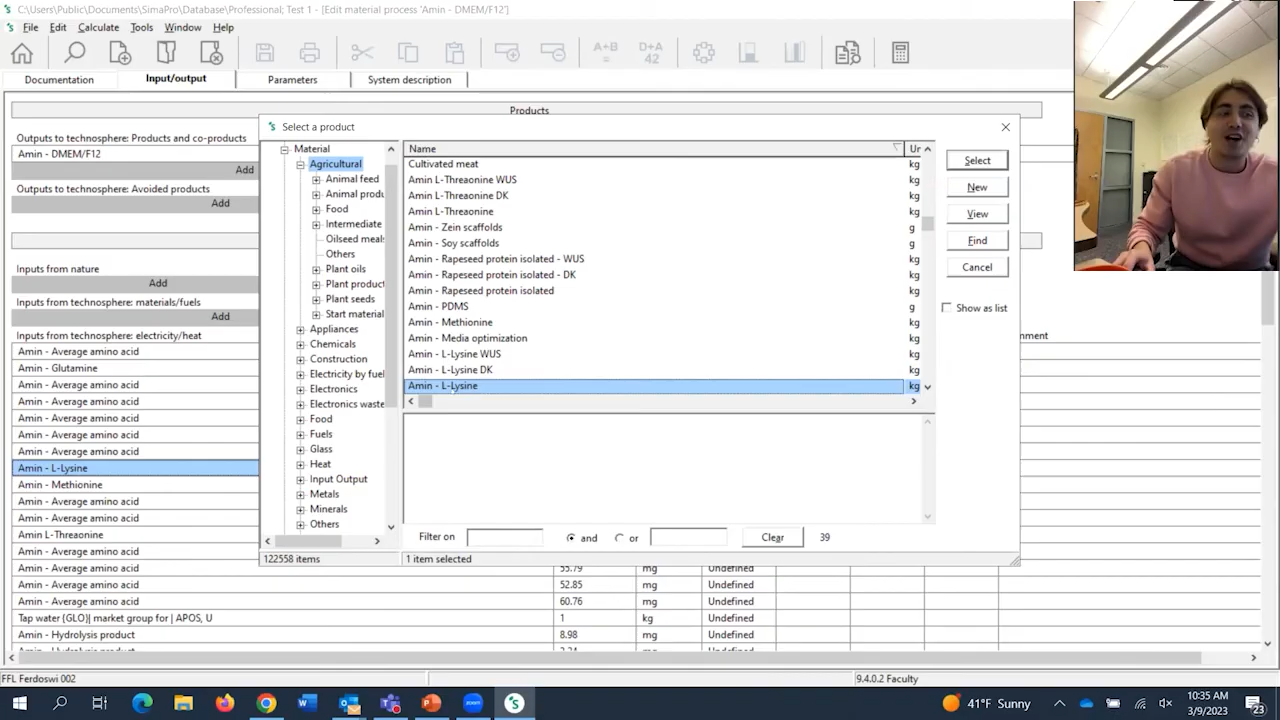 C:\Users\Public\Documents\SimaPro\Database\Professional; Test 1 - [Edit material process 'Amin - DMEM/F12']
File Edit Calculate Tools Window Help
A+B D+A
42
Documentation Input/output Parameters System description
Products
Outputs to technosphere: Products and co-products
Amin - DMEM/F12
Add
Outputs to technosphere: Avoided products
Add
Inputs from nature
Add
Inputs from technosphere: materials/fuels
Add
Inputs from technosphere: electricity/heat
Amin - Average amino acid
Amin - Glutamine
Amin - Average amino acid
Amin - Average amino acid
Amin - Average amino acid
Amin - Average amino acid
Amin - Average amino acid
Amin - L-Lysine
Amin - Methionine
Amin - Average amino acid
Amin - Average amino acid
Amin L-Threaonine
Amin - Average amino acid
Amin - Average amino acid
Amin - Average amino acid
Amin - Average amino acid 55.79 mg Undefined
Amin - Average amino acid 52.85 mg Undefined
Amin - Average amino acid 60.76 mg Undefined
Tap water {GLO}| market group for | APOS, U 1 kg Undefined
Amin - Hydrolysis product 8.98 mg Undefined
Select a product
Material
Agricultural
Animal feed
Animal produ
Food
Intermediate
Oilseed meal
Others
Plant oils
Plant produc
Plant seeds
Start material
Appliances
Chemicals
Construction
Electricity by fuel
Electronics
Electronics waste
Food
Fuels
Glass
Heat
Input Output
Metals
Minerals
Others
Name Ur
Cultivated meat kg
Amin L-Threaonine WUS kg
Amin L-Threaonine DK kg
Amin L-Threaonine kg
Amin - Zein scaffolds g
Amin - Soy scaffolds g
Amin - Rapeseed protein isolated - WUS kg
Amin - Rapeseed protein isolated - DK kg
Amin - Rapeseed protein isolated kg
Amin - PDMS g
Amin - Methionine kg
Amin - Media optimization kg
Amin - L-Lysine WUS kg
Amin - L-Lysine DK kg
Amin - L-Lysine kg
Select
New
View
Find
Cancel
Show as list
Filter on and or Clear 39
122558 items 1 item selected
nment
FFL Ferdoswi 002 9.4.0.2 Faculty
41°F Sunny
10:35 AM
3/9/2023
23